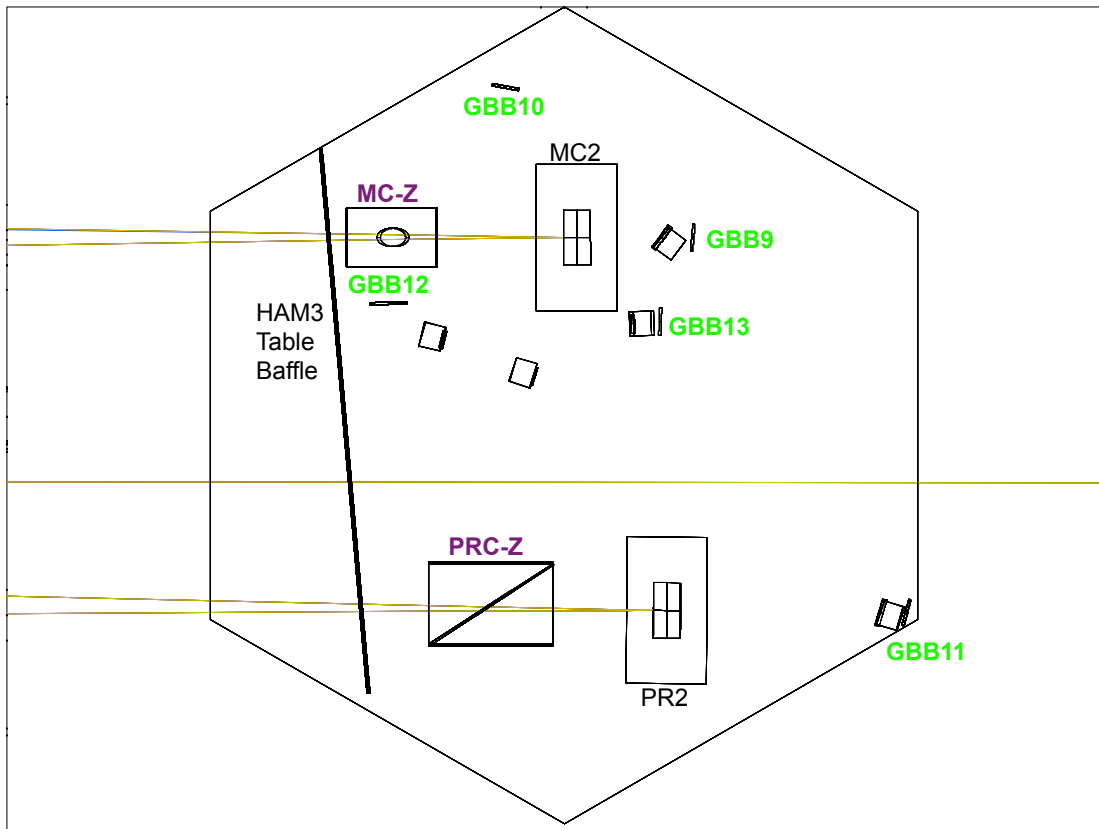 GBB10
MC2
MC-Z
GBB9
GBB12
HAM3
Table
Baffle
GBB13
PRC-Z
GBB11
PR2